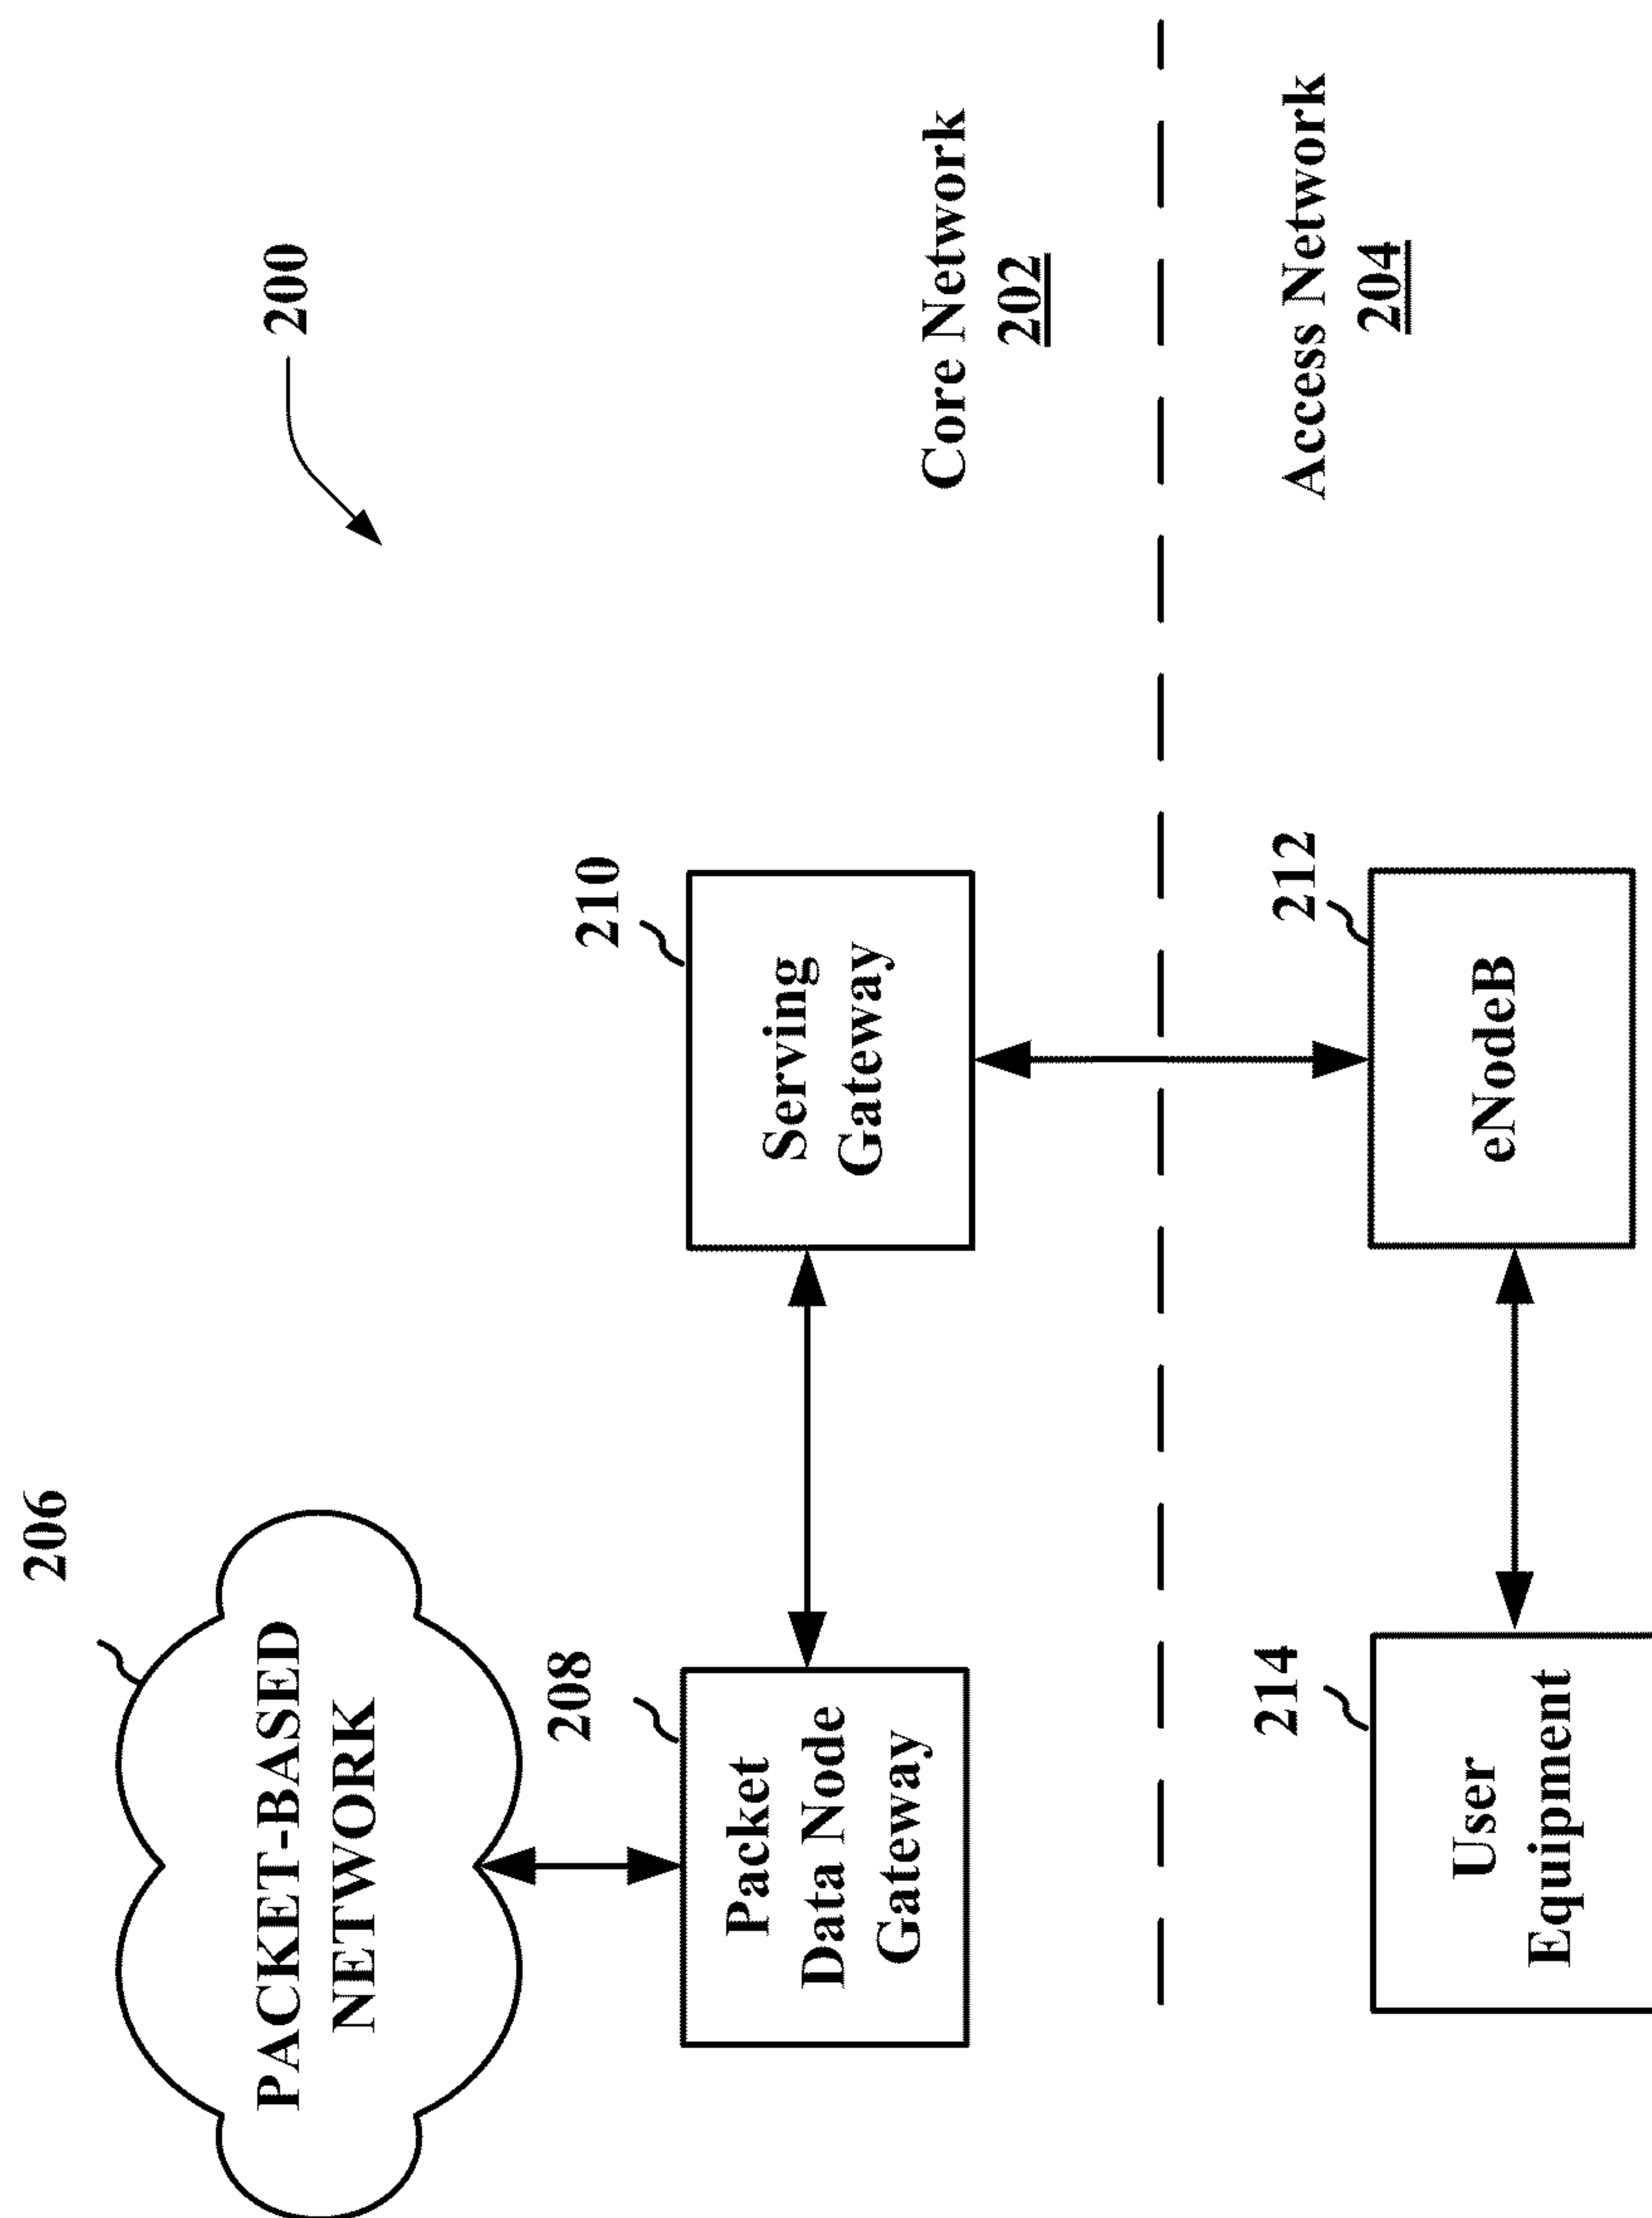 200
206
PACKET-BASED
NETWORK
208
Packet
Data Node
Gateway
210
Serving
Gateway
Core Network
202
Access Network
204
212
eNodeB
214
User
Equipment